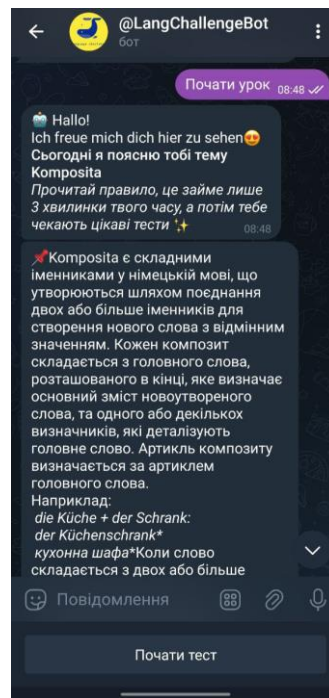 @LangChallengeBot
бот
Почати урок 08:48
Hallo!
Ich freue mich dich hier zu sehen😍
Сьогодні я поясню тобі тему
Komposita
Прочитай правило, це займе лише
3 хвилинки твого часу, а потім тебе
чекають цікаві тести ✨
08:48
📌Komposita є складними
іменниками у німецькій мові, що
утворюються шляхом поєднання
двох або більше іменників для
створення нового слова з відмінним
значенням. Кожен композит
складається з головного слова,
розташованого в кінці, яке визначає
основний зміст новоутвореного
слова, та одного або декількох
визначників, які деталізують
головне слово. Артикль композиту
визначається за артиклем
головного слова.
Наприклад:
die Küche + der Schrank:
der Küchenschrank*
кухонна шафа*Коли слово
складається з двох або більше
Повідомлення
Почати тест